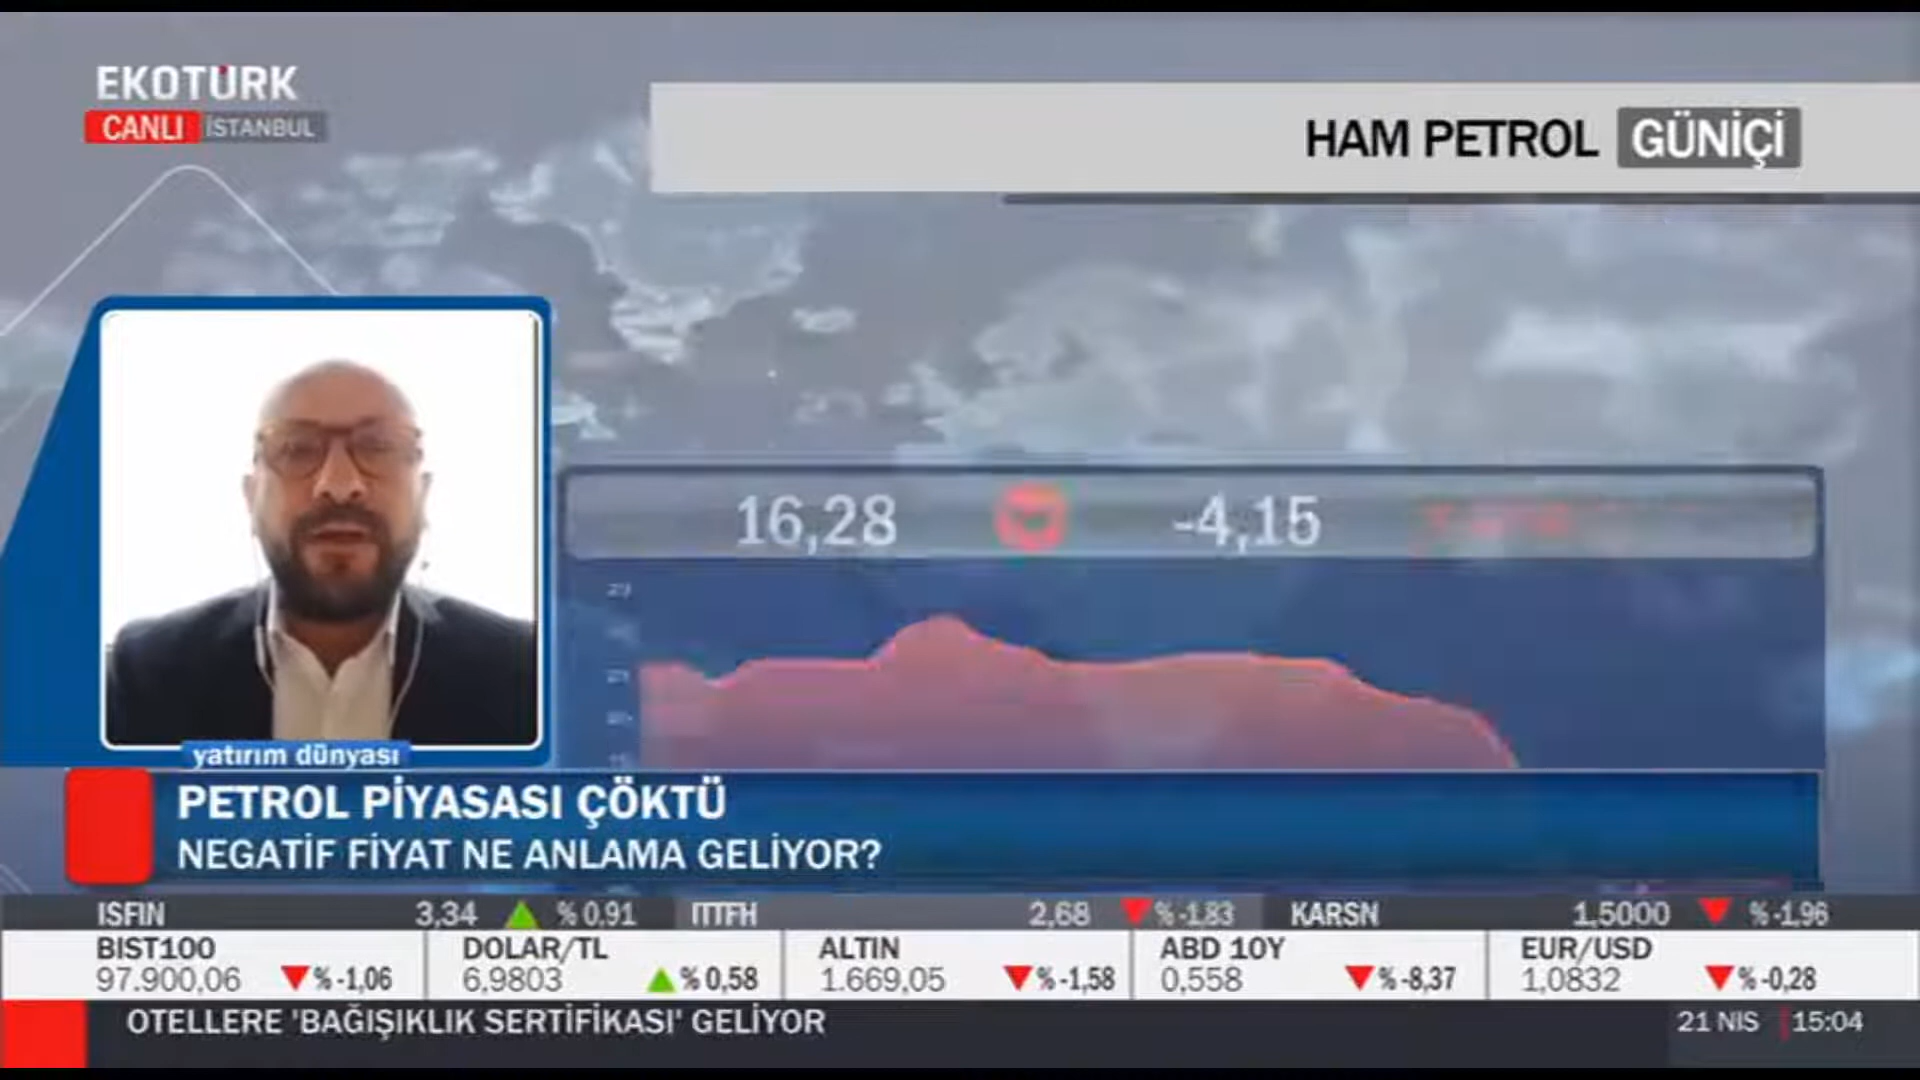 EKOTÜRK
CANLI İSTANBUL
HAM PETROL GÜNİÇİ
16,28 -4,15
yatırım dünyası
PETROL PİYASASI ÇÖKTÜ
NEGATİF FİYAT NE ANLAMA GELİYOR?
ISFIN 3,34 % 0,91 ITTFH 2,68 % -1,83 KARSN 1,5000 % -1,96
BIST100 DOLAR/TL ALTIN ABD 10Y EUR/USD
97.900,06 % -1,06 6,9803 % 0,58 1.669,05 % -1,58 0,558 % -8,37 1,0832 % -0,28
OTELLERE 'BAĞIŞIKLIK SERTİFİKASI' GELİYOR 21 NIS 15:04